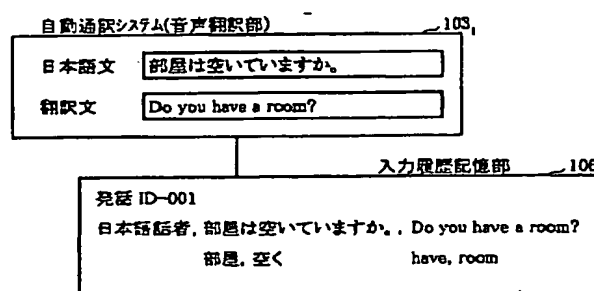 自動通訳システム(音声翻訳部) 103
日本語文 部屋は空いていますか。
翻訳文 Do you have a room?
入力履歴記憶部 106
発話 ID-001
日本語話者, 部屋は空いていますか。, Do you have a room?
部屋, 空く have, room